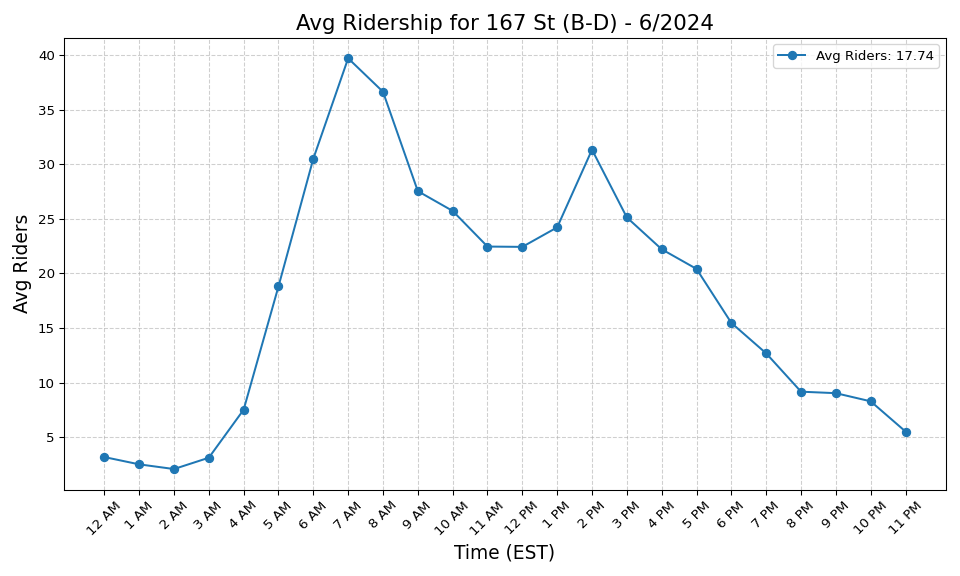 Avg Ridership for 167 St (B-D) - 6/2024
Avg Riders: 17.74
40
35
30
25
20
15
10
5
Avg Riders
12 AM
1 AM
2 AM
3 AM
4 AM
5 AM
6 AM
7 AM
8 AM
9 AM
10 AM
11 AM
12 PM
1 PM
2 PM
3 PM
4 PM
5 PM
6 PM
7 PM
8 PM
9 PM
10 PM
11 PM
Time (EST)